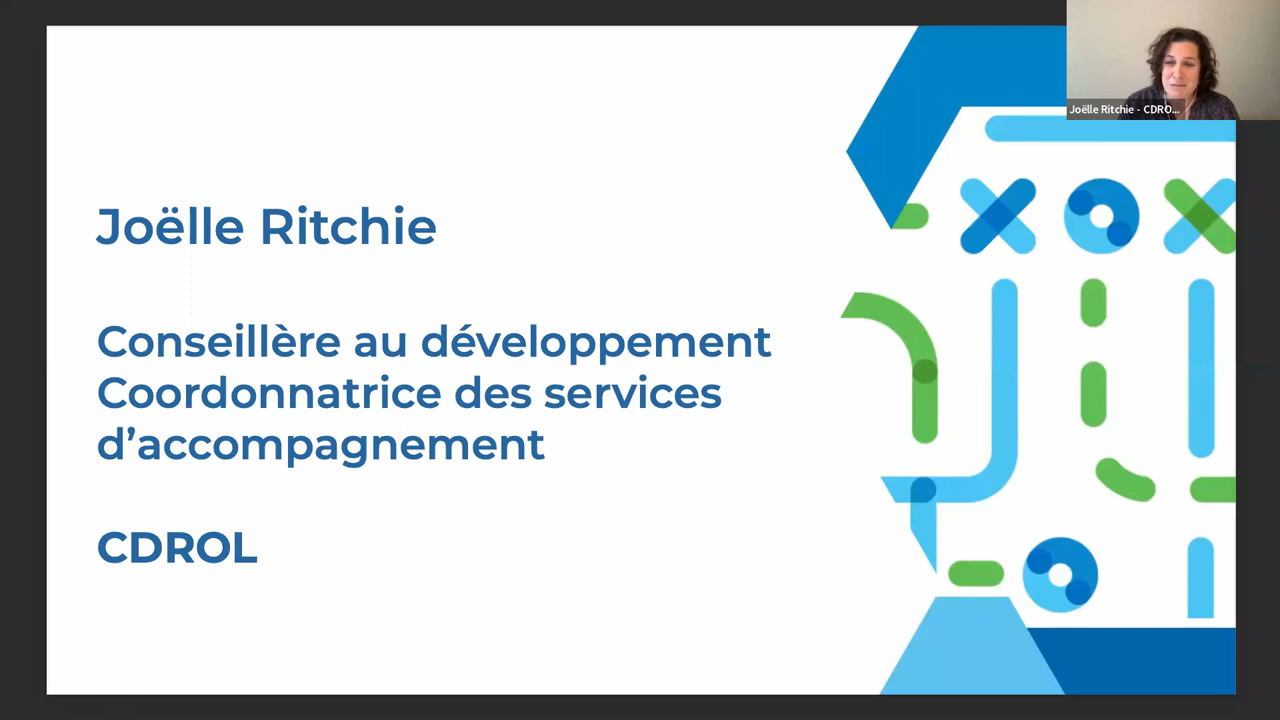 Joëlle Ritchie - CDRO...
Joëlle Ritchie
Conseillère au développement
Coordonnatrice des services
d’accompagnement
CDROL